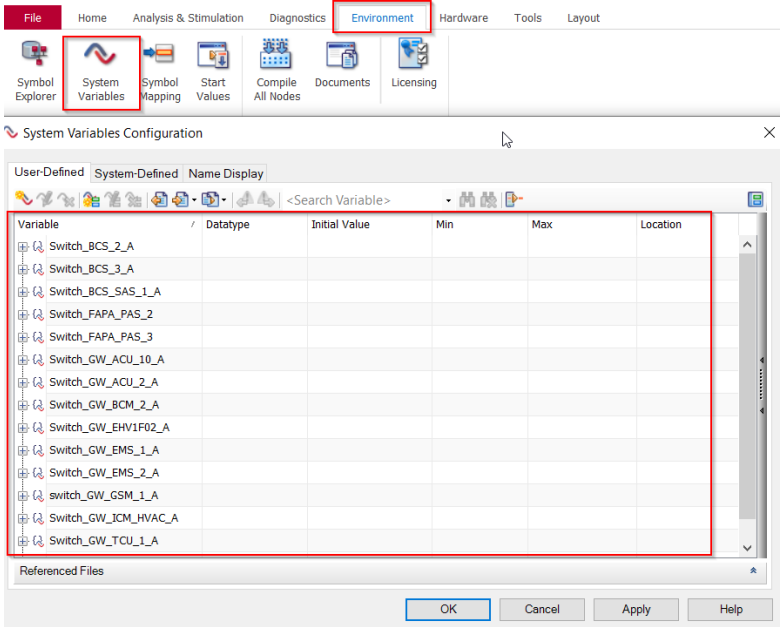 File Home Analysis & Stimulation Diagnostics Environment Hardware Tools Layout
Symbol Explorer
System Variables
Symbol Mapping
Start Values
Compile All Nodes
Documents
Licensing
System Variables Configuration
User-Defined System-Defined Name Display
<Search Variable>
Variable Datatype Initial Value Min Max Location
Switch_BCS_2_A
Switch_BCS_3_A
Switch_BCS_SAS_1_A
Switch_FAPA_PAS_2
Switch_FAPA_PAS_3
Switch_GW_ACU_10_A
Switch_GW_ACU_2_A
Switch_GW_BCM_2_A
Switch_GW_EHV1F02_A
Switch_GW_EMS_1_A
Switch_GW_EMS_2_A
switch_GW_GSM_1_A
Switch_GW_ICM_HVAC_A
Switch_GW_TCU_1_A
Referenced Files
OK Cancel Apply Help